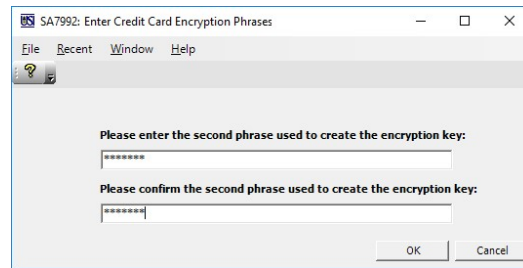 SA7992: Enter Credit Card Encryption Phrases
File Recent Window Help
Please enter the second phrase used to create the encryption key:
*******
Please confirm the second phrase used to create the encryption key:
*******
OK Cancel